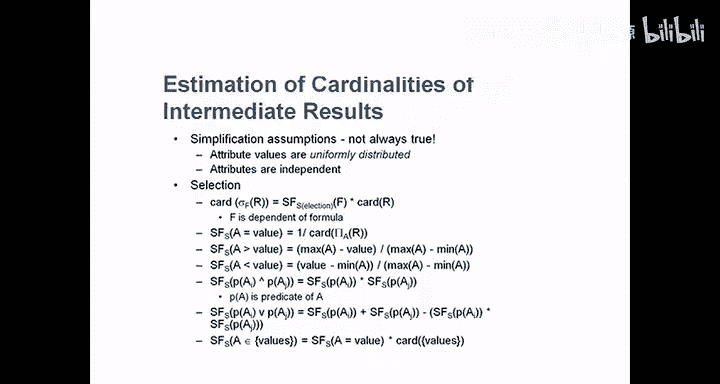 bilibili
Estimation of Cardinalities of
Intermediate Results
• Simplification assumptions - not always true!
– Attribute values are uniformly distributed
– Attributes are independent
• Selection
– card (σF(R)) = SFS(election)(F) * card(R)
• F is dependent of formula
– SFS(A = value) = 1/ card(ΠA(R))
– SFS(A > value) = (max(A) - value) / (max(A) - min(A))
– SFS(A < value) = (value - min(A)) / (max(A) - min(A))
– SFS(p(Ai) ^ p(Aj)) = SFS(p(Ai)) * SFS(p(Aj))
• p(A) is predicate of A
– SFS(p(Ai) v p(Aj)) = SFS(p(Ai)) + SFS(p(Aj)) - (SFS(p(Ai)) *
SFS(p(Aj)))
– SFS(A ∈ {values}) = SFS(A = value) * card({values})